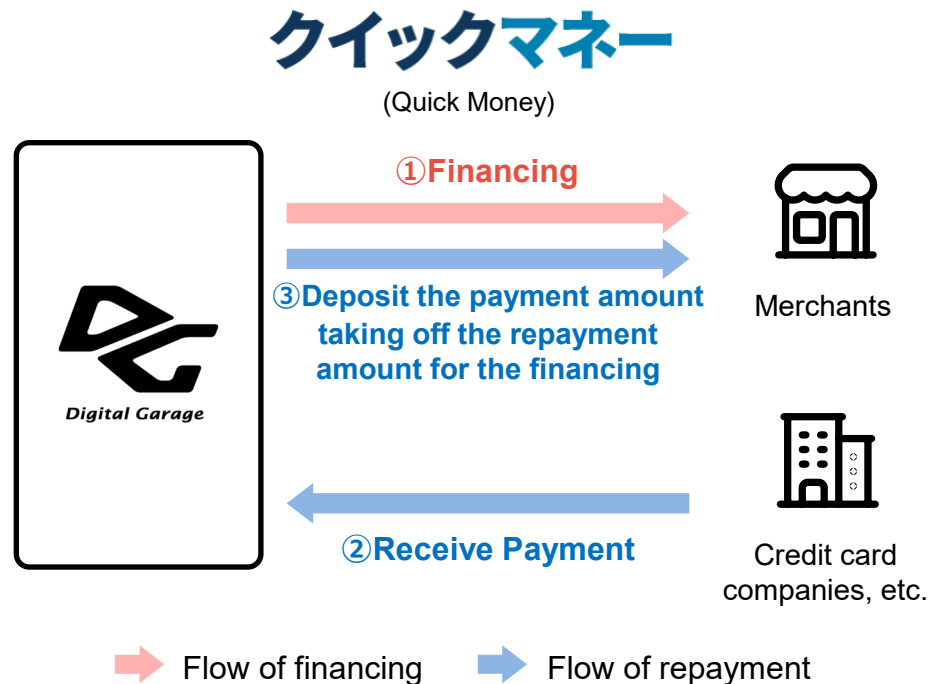 クイックマネー
(Quick Money)
①Financing
③Deposit the payment amount
taking off the repayment
amount for the financing
Merchants
DG
Digital Garage
②Receive Payment
Credit card
companies, etc.
Flow of financing
Flow of repayment